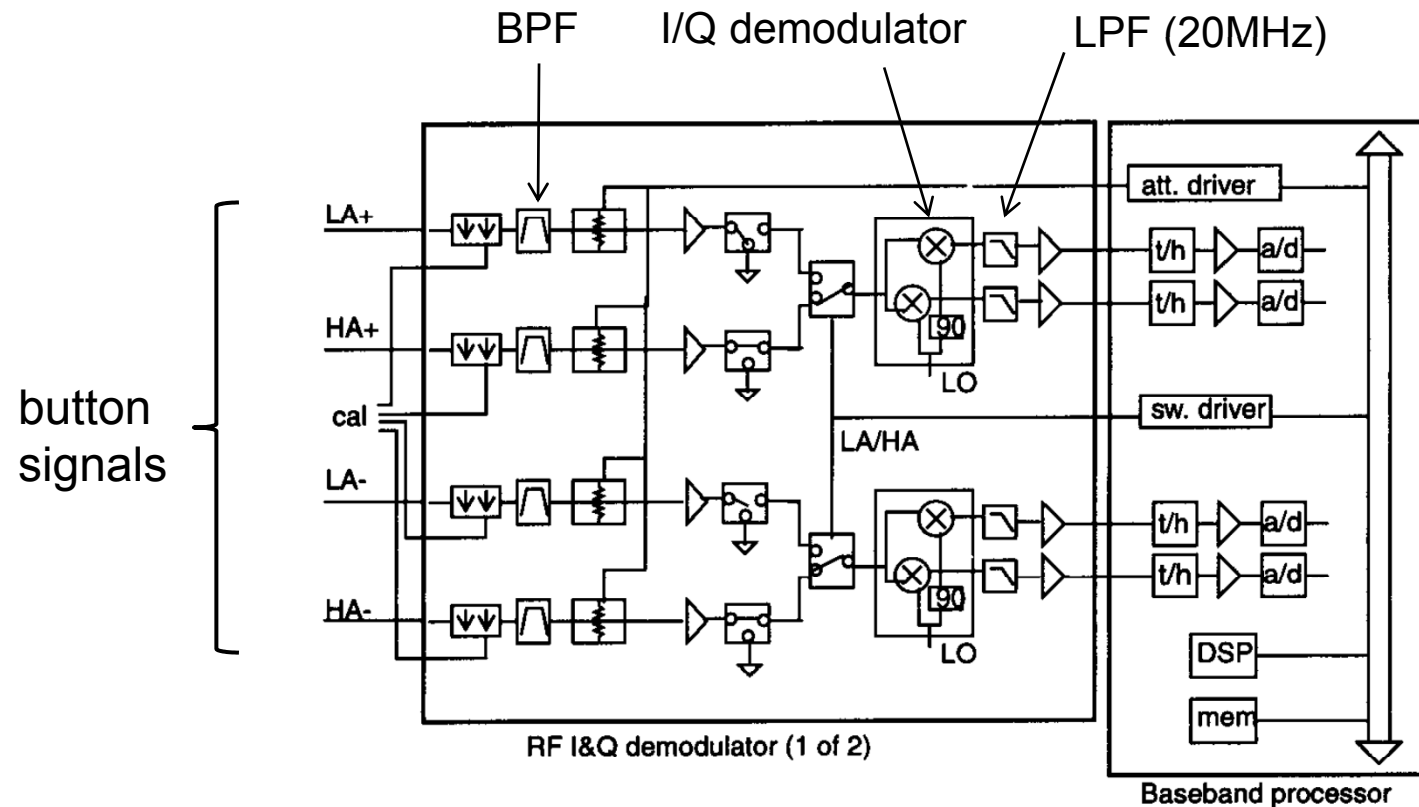 BPF I/Q demodulator LPF (20MHz)
att. driver
LA+
t/h a/d
t/h a/d
90
HA+
LO
button
signals
cal
sw. driver
LA/HA
LA-
t/h a/d
t/h a/d
90
HA-
LO
DSP
mem
RF I&Q demodulator (1 of 2)
Baseband processor